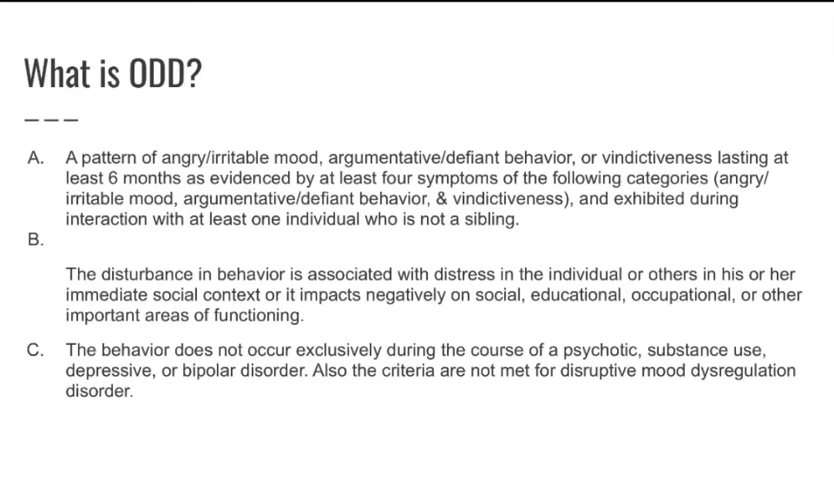 What is ODD?
A. A pattern of angry/irritable mood, argumentative/defiant behavior, or vindictiveness lasting at
least 6 months as evidenced by at least four symptoms of the following categories (angry/
irritable mood, argumentative/defiant behavior, & vindictiveness), and exhibited during
interaction with at least one individual who is not a sibling.
B.
The disturbance in behavior is associated with distress in the individual or others in his or her
immediate social context or it impacts negatively on social, educational, occupational, or other
important areas of functioning.
C. The behavior does not occur exclusively during the course of a psychotic, substance use,
depressive, or bipolar disorder. Also the criteria are not met for disruptive mood dysregulation
disorder.